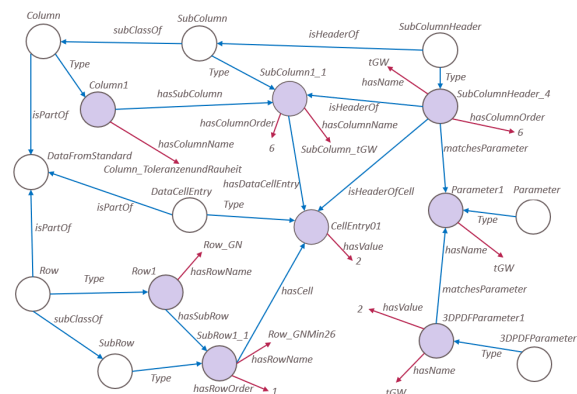 Column
subClassOf
SubColumn
isHeaderOf
SubColumnHeader
Type
Type
tGW
hasName
Type
Column1
hasSubColumn
SubColumn1_1
isHeaderOf
SubColumnHeader_4
isPartOf
hasColumnOrder
hasColumnName
hasColumnOrder
hasColumnName
6
SubColumn_tGW
6
DataFromStandard
Column_ToleranzenundRauheit
matchesParameter
hasDataCellEntry
isHeaderOfCell
DataCellEntry
isPartOf
Type
Parameter1
Parameter
Type
isPartOf
CellEntry01
hasName
Row_GN
hasValue
tGW
Row
Type
Row1
hasRowName
2
hasCell
matchesParameter
subClassOf
hasSubRow
hasValue
2
3DPDFParameter1
SubRow
SubRow1_1
Row_GNMin26
hasRowName
3DPDFParameter
Type
hasName
Type
hasRowOrder
1
tGW